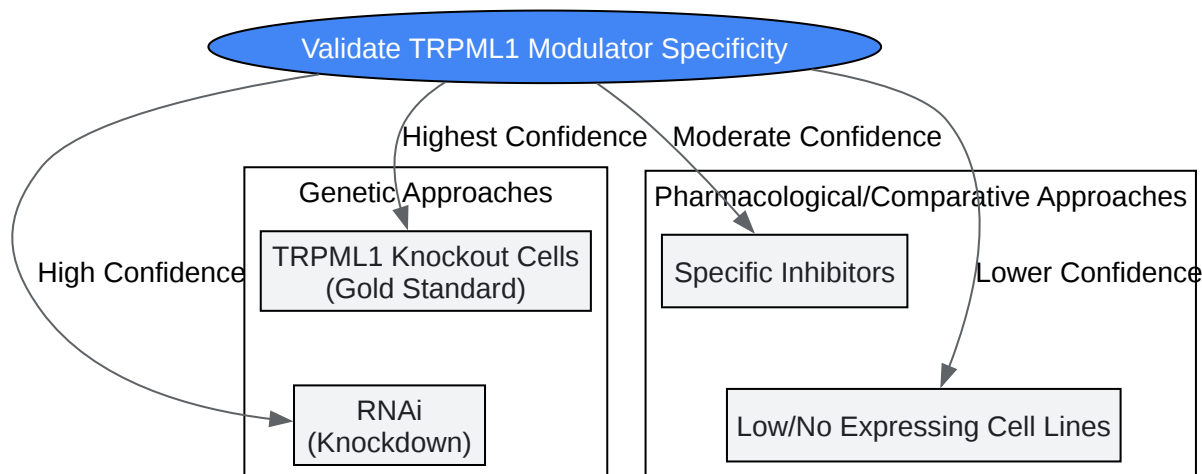 Validate TRPML1 Modulator Specificity
Highest Confidence
Moderate Confidence
Genetic Approaches
Pharmacological/Comparative Approaches
TRPML1 Knockout Cells
(Gold Standard)
Specific Inhibitors
High Confidence
Lower Confidence
RNAi
(Knockdown)
Low/No Expressing Cell Lines